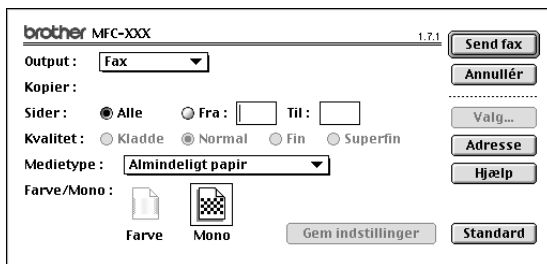 brother MFC-XXX 1.7.1 Send fax
Output : Fax Annullér
Kopier :
Sider : Alle Fra : Til : Valg...
Kvalitet : Kladde Normal Fin Superfin
Medietype : Almindeligt papir Adresse
Farve/Mono : Hjælp
Farve Mono Gem indstillinger Standard